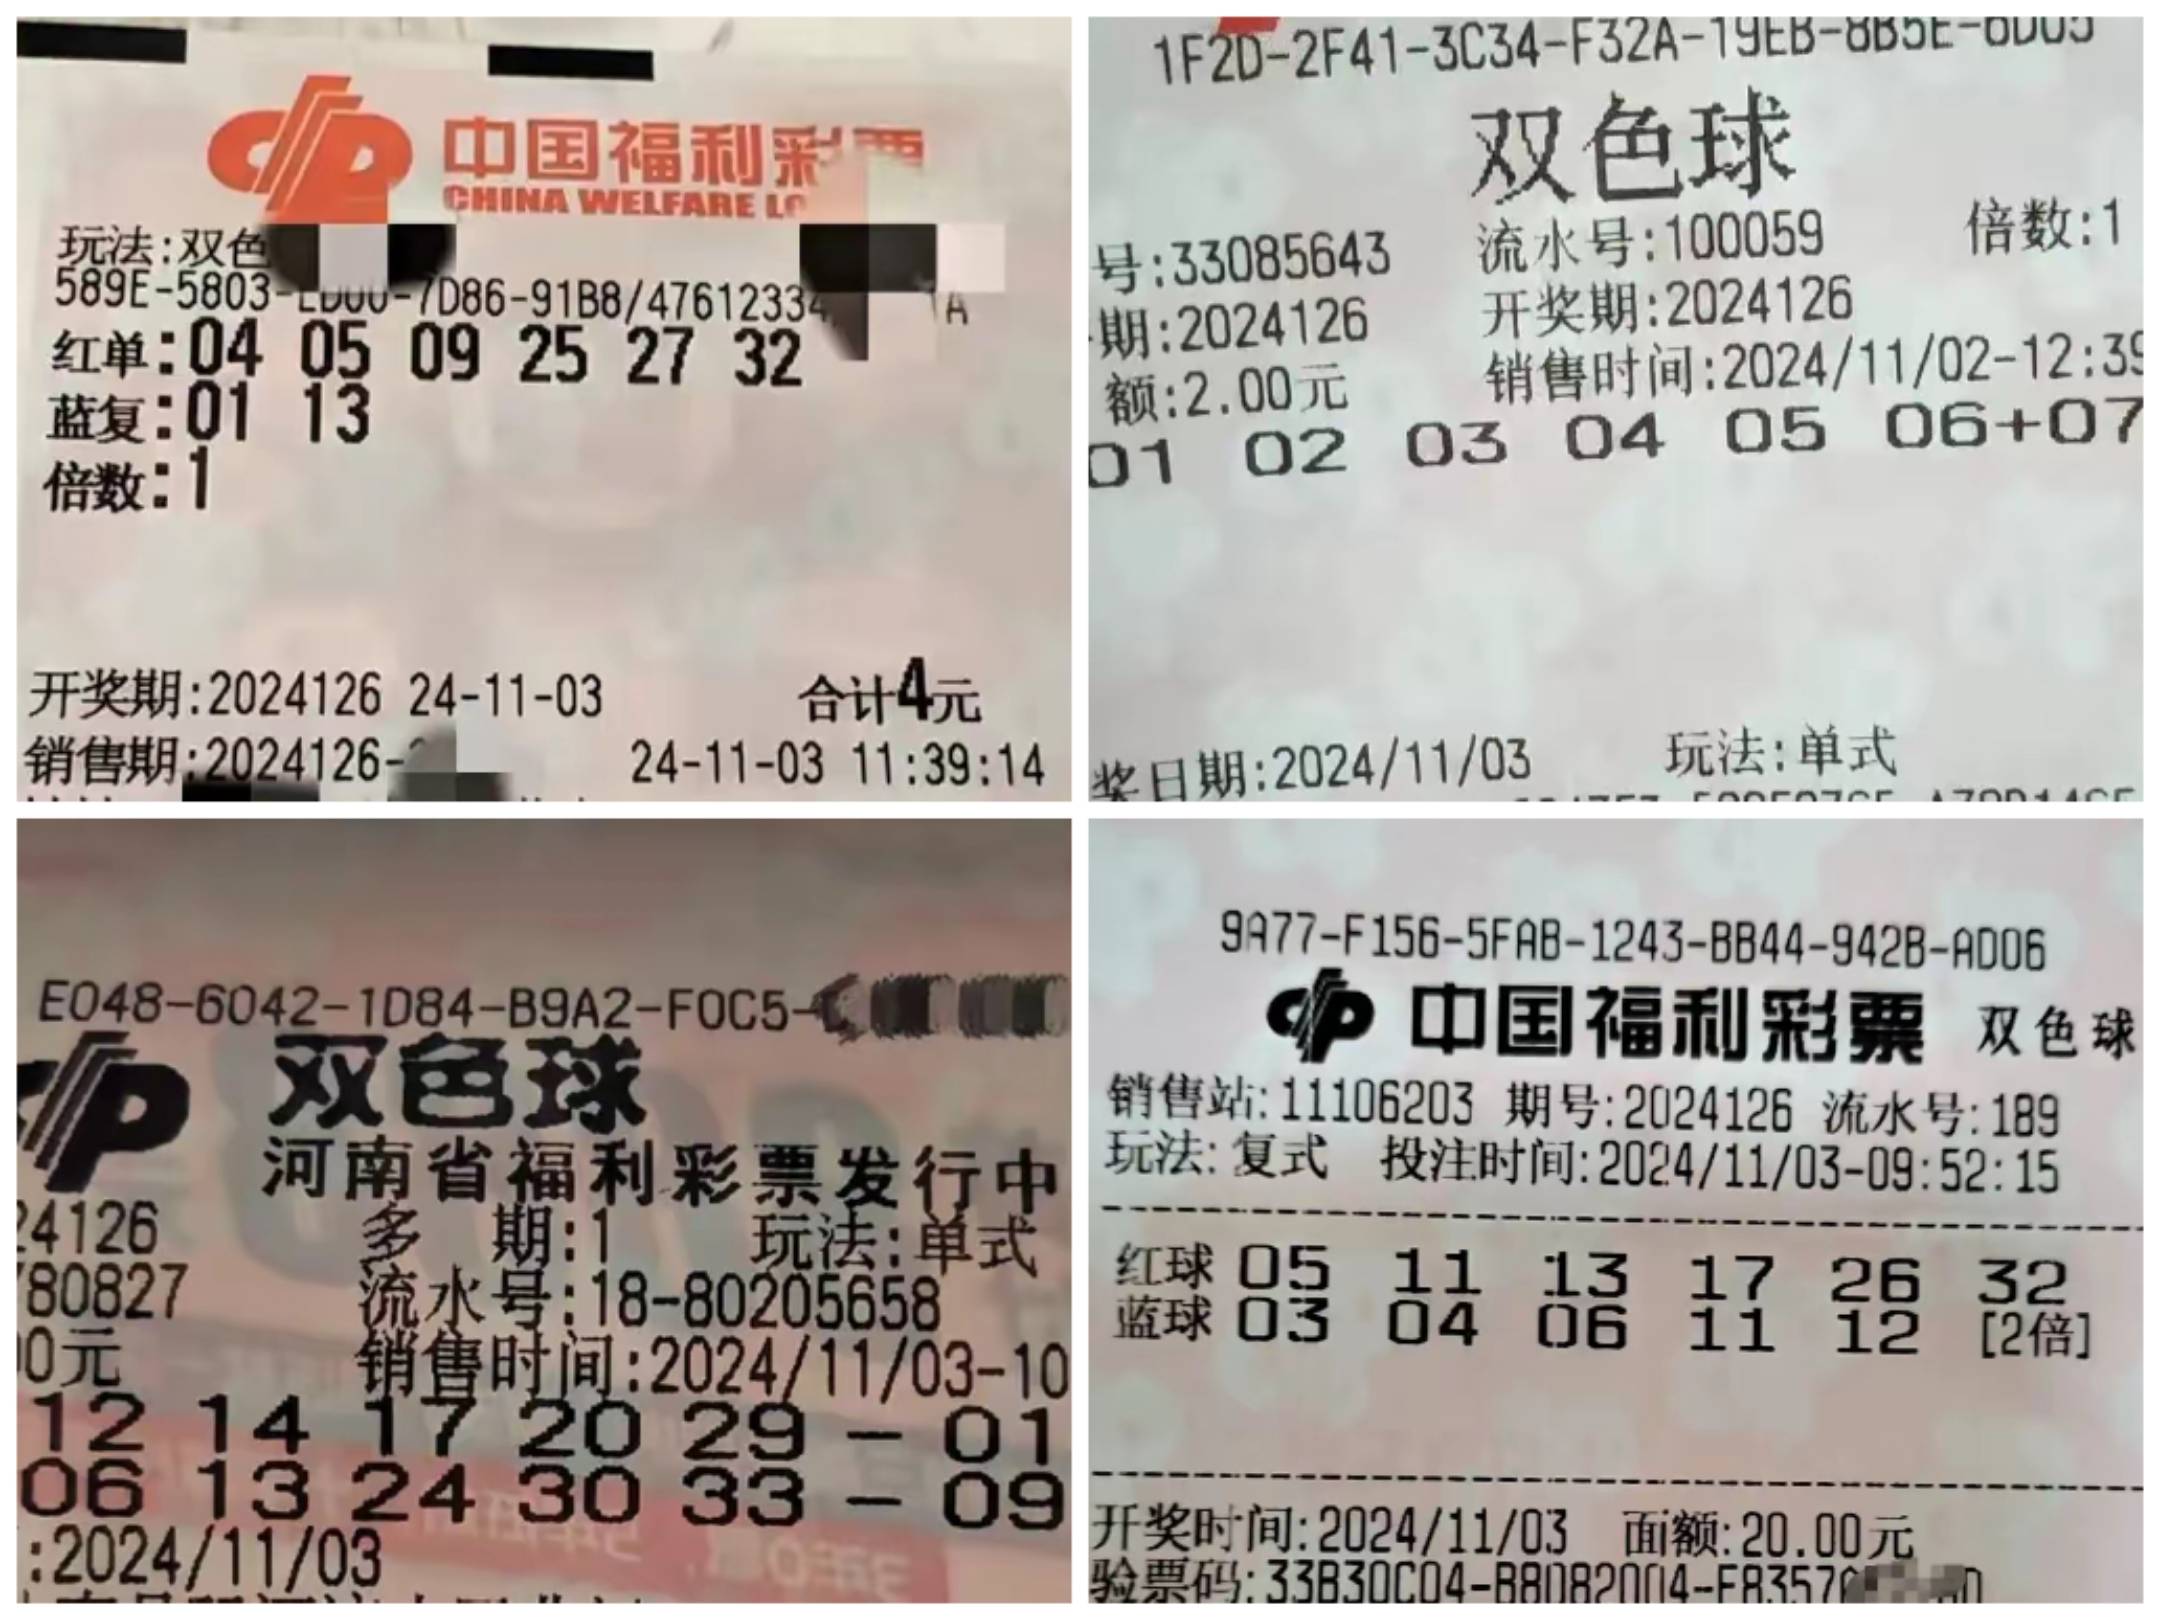 中国福利彩票
CHINA WELFARE LO
玩法:双色
589E-5803-ED00-7D86-91B8/47612334 1A
红单:04 05 09 25 27 32
蓝复:01 13
倍数:1
开奖期:2024126 24-11-03 合计4元
销售期:2024126- 24-11-03 11:39:14
1F2D-2F41-3C34-F32A-19EB-8B5E-6D05
双色球
号:33085643 流水号:100059 倍数:1
期:2024126 开奖期:2024126
额:2.00元 销售时间:2024/11/02-12:39
01 02 03 04 05 06+07
奖日期:2024/11/03 玩法:单式
E048-6042-1D84-B9A2-F0C5-
双色球
河南省福利彩票发行中
24126 多 期:1 玩法:单式
80827 流水号:18-80205658
0元 销售时间:2024/11/03-10
12 14 17 20 29 - 01
06 13 24 30 33 - 09
:2024/11/03
9A77-F156-5FAB-1243-BB44-942B-AD06
中国福利彩票 双色球
销售站:11106203 期号:2024126 流水号:189
玩法:复式 投注时间:2024/11/03-09:52:15
红球 05 11 13 17 26 32
蓝球 03 04 06 11 12 [2倍]
开奖时间:2024/11/03 面额:20.00元
验票码:33B30C04-B8082004-F8357